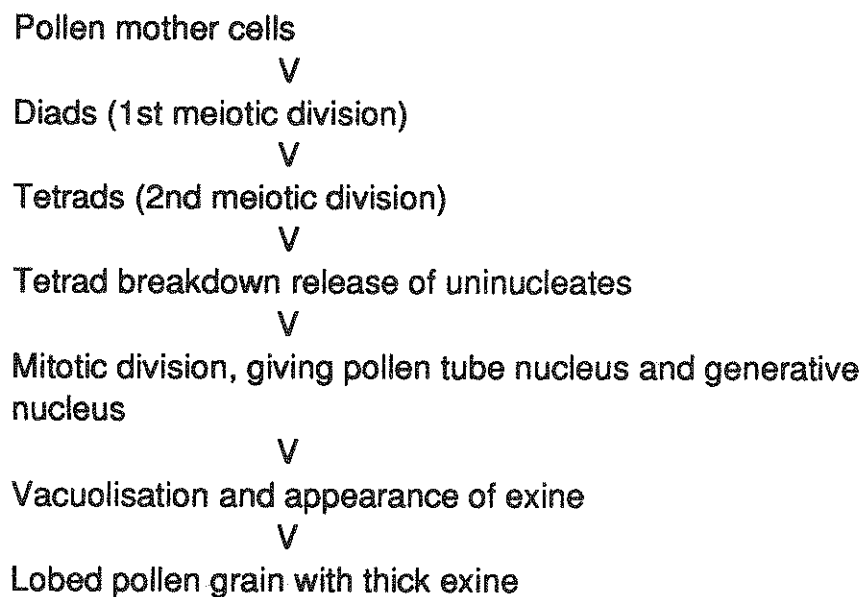 Pollen mother cells
V
Diads (1st meiotic division)
V
Tetrads (2nd meiotic division)
V
Tetrad breakdown release of uninucleates
V
Mitotic division, giving pollen tube nucleus and generative
nucleus
V
Vacuolisation and appearance of exine
V
Lobed pollen grain with thick exine